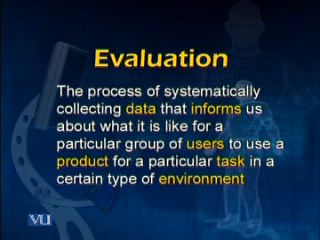 Evaluation
The process of systematically
collecting data that informs us
about what it is like for a
particular group of users to use a
product for a particular task in a
certain type of environment
VU